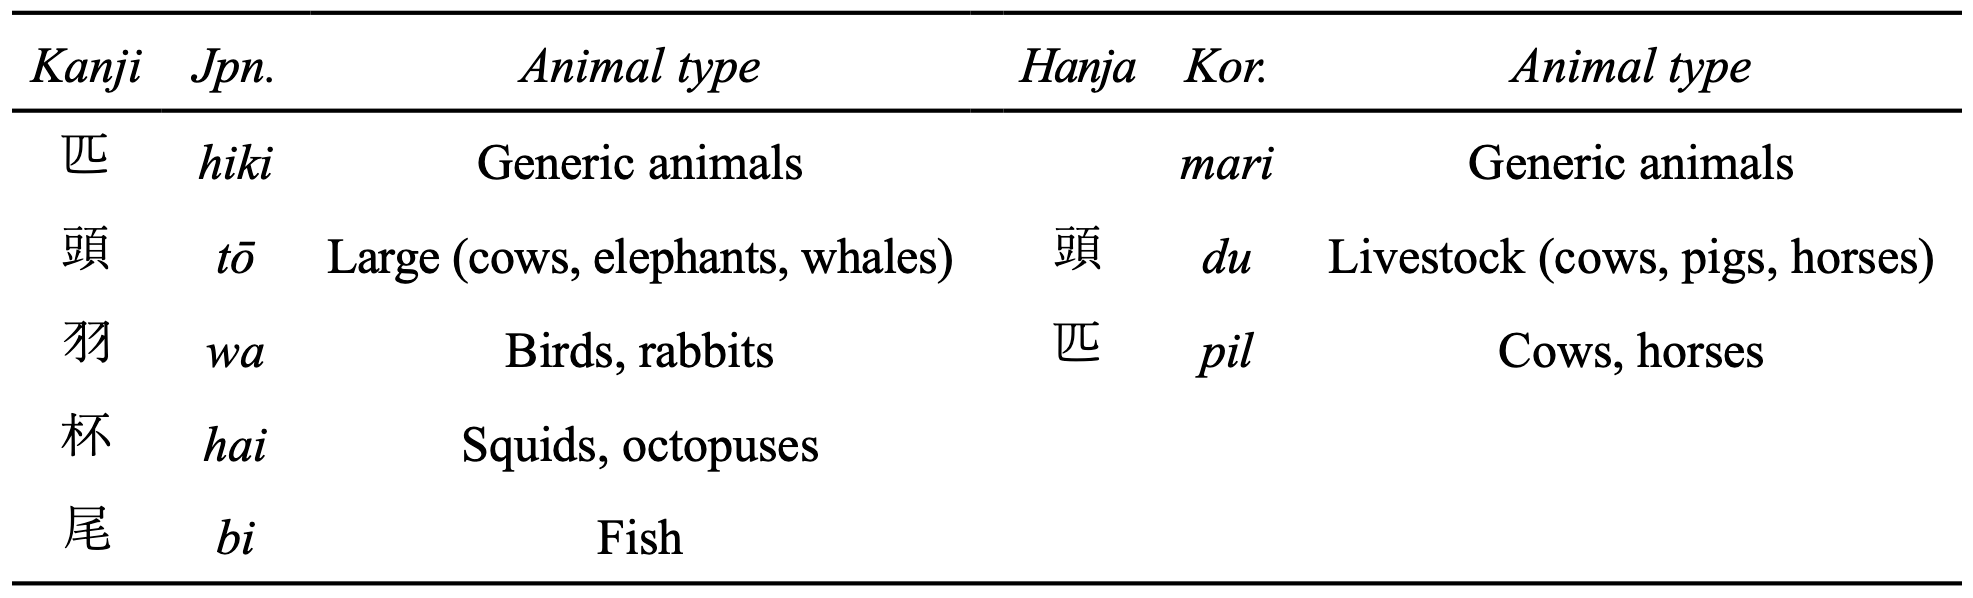 Kanji Jpn. Animal type Hanja Kor. Animal type
匹 hiki Generic animals mari Generic animals
頭 tō Large (cows, elephants, whales) 頭 du Livestock (cows, pigs, horses)
羽 wa Birds, rabbits 匹 pil Cows, horses
杯 hai Squids, octopuses
尾 bi Fish